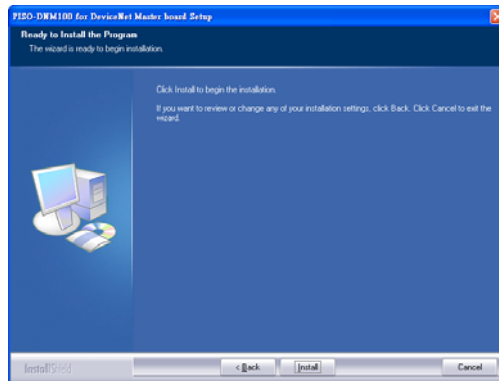 PISO-DNM100 for DeviceNet Master board Setup
Ready to Install the Program
The wizard is ready to begin installation.
Click Install to begin the installation.
If you want to review or change any of your installation settings, click Back. Click Cancel to exit the
wizard.
InstallShield
< Back
Install
Cancel